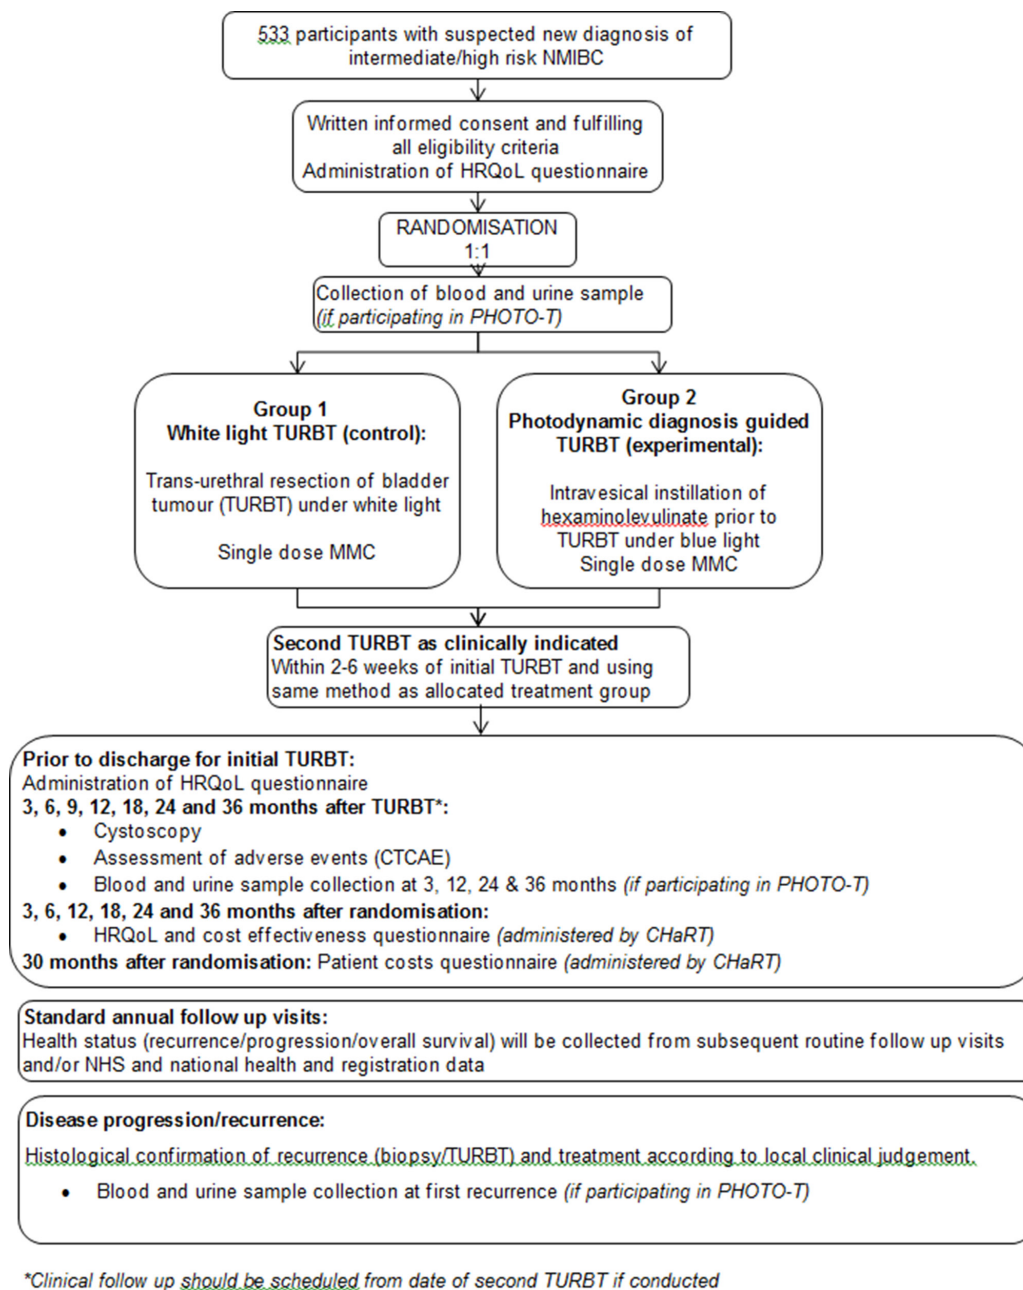 533 participants with suspected new diagnosis of
intermediate/high risk NMIBC
Written informed consent and fulfilling
all eligibility criteria
Administration of HRQoL questionnaire
RANDOMISATION
1:1
Collection of blood and urine sample
(if participating in PHOTO-T)
Group 1
White light TURBT (control):
Trans-urethral resection of bladder
tumour (TURBT) under white light
Single dose MMC
Group 2
Photodynamic diagnosis guided
TURBT (experimental):
Intravesical instillation of
hexaminolevulinate prior to
TURBT under blue light
Single dose MMC
Second TURBT as clinically indicated
Within 2-6 weeks of initial TURBT and using
same method as allocated treatment group
Prior to discharge for initial TURBT:
Administration of HRQoL questionnaire
3, 6, 9, 12, 18, 24 and 36 months after TURBT*:
• Cystoscopy
• Assessment of adverse events (CTCAE)
• Blood and urine sample collection at 3, 12, 24 & 36 months (if participating in PHOTO-T)
3, 6, 12, 18, 24 and 36 months after randomisation:
• HRQoL and cost effectiveness questionnaire (administered by CHaRT)
30 months after randomisation: Patient costs questionnaire (administered by CHaRT)
Standard annual follow up visits:
Health status (recurrence/progression/overall survival) will be collected from subsequent routine follow up visits
and/or NHS and national health and registration data
Disease progression/recurrence:
Histological confirmation of recurrence (biopsy/TURBT) and treatment according to local clinical judgement.
• Blood and urine sample collection at first recurrence (if participating in PHOTO-T)
*Clinical follow up should be scheduled from date of second TURBT if conducted